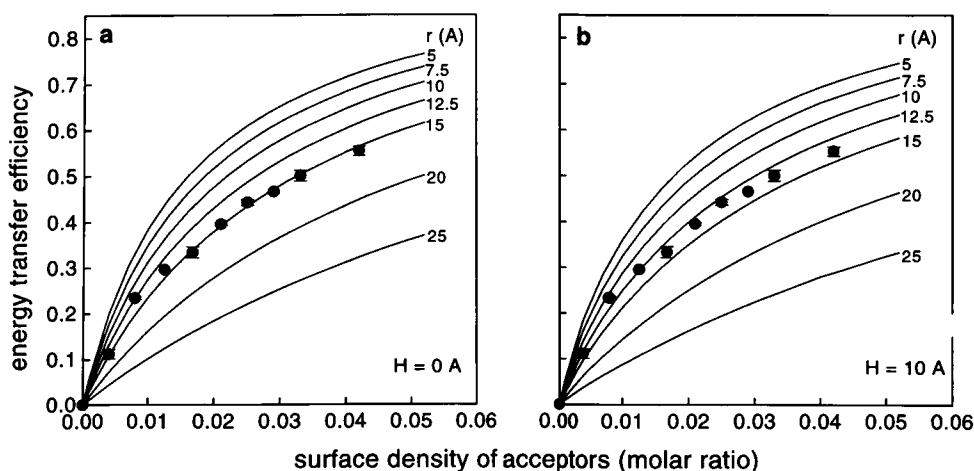 a
r (A)
5
7.5
10
12.5
15
20
25
H = 0 A
0.8
0.7
0.6
0.5
0.4
0.3
0.2
0.1
0.0
0.00 0.01 0.02 0.03 0.04 0.05 0.06
energy transfer efficiency
b
r (A)
5
7.5
10
12.5
15
20
25
H = 10 A
0.00 0.01 0.02 0.03 0.04 0.05 0.06
surface density of acceptors (molar ratio)